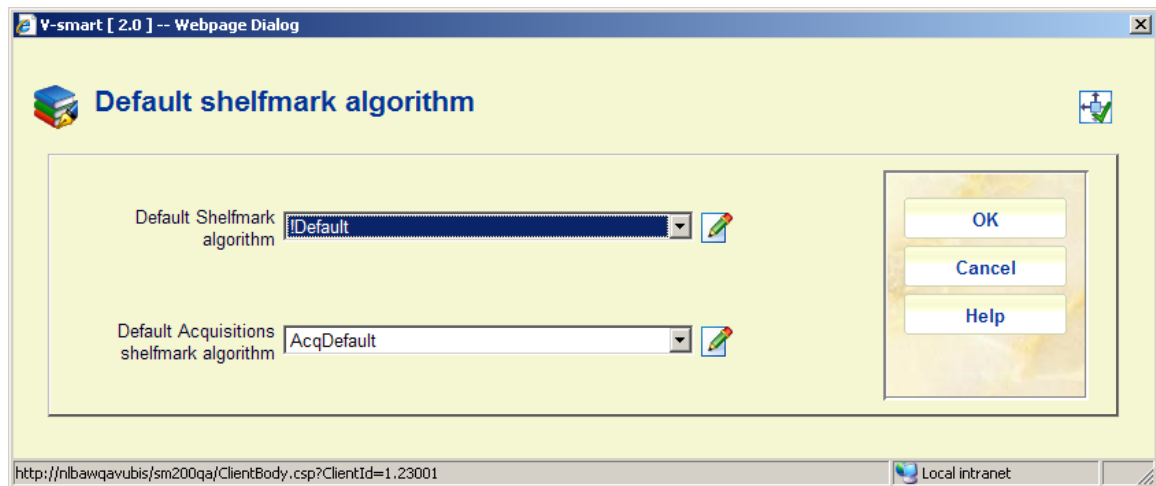 V-smart [ 2.0 ] -- Webpage Dialog
Default shelfmark algorithm
Default Shelfmark
algorithm
!Default
Default Acquisitions
shelfmark algorithm
AcqDefault
OK
Cancel
Help
http://nlbawqavubis/sm200qa/ClientBody.csp?ClientId=1.23001
Local intranet